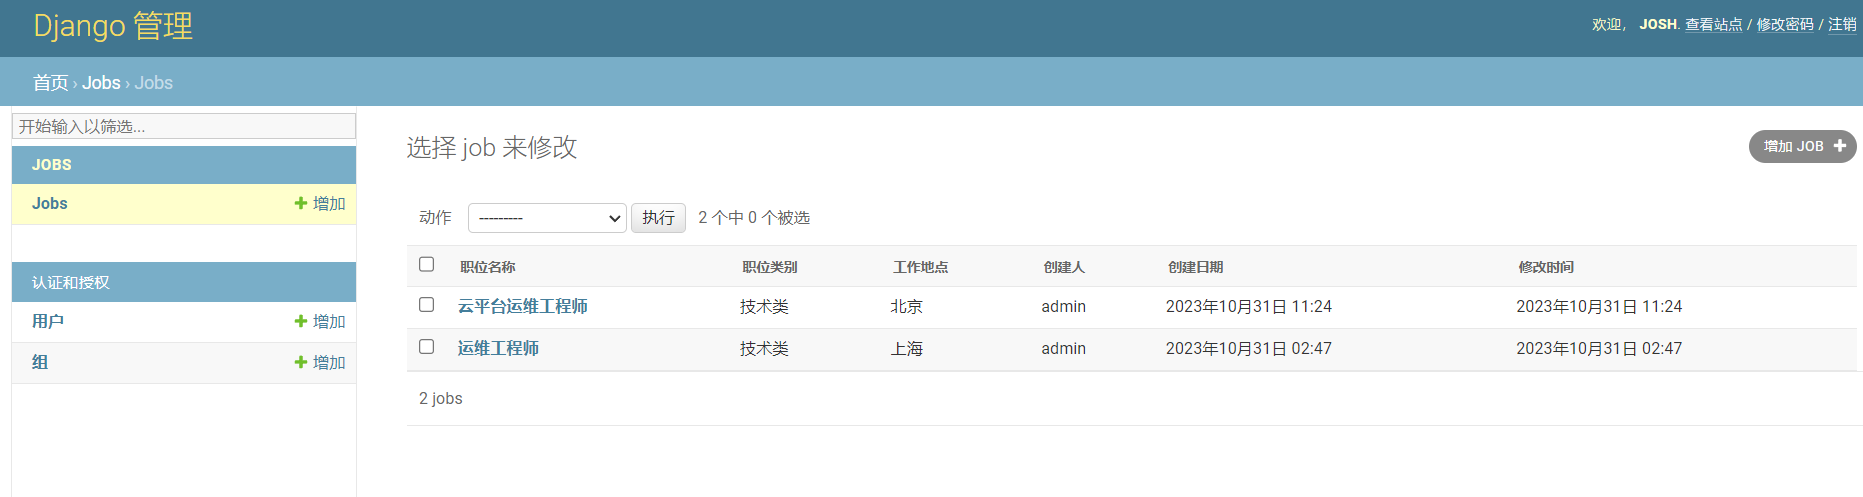 Django 管理
欢迎， JOSH. 查看站点 / 修改密码 / 注销
首页 › Jobs › Jobs
开始输入以筛选...
JOBS
Jobs 增加
认证和授权
用户 增加
组 增加
选择 job 来修改
增加 JOB
动作 --------- 执行 2 个中 0 个被选
职位名称 职位类别 工作地点 创建人 创建日期 修改时间
云平台运维工程师 技术类 北京 admin 2023年10月31日 11:24 2023年10月31日 11:24
运维工程师 技术类 上海 admin 2023年10月31日 02:47 2023年10月31日 02:47
2 jobs